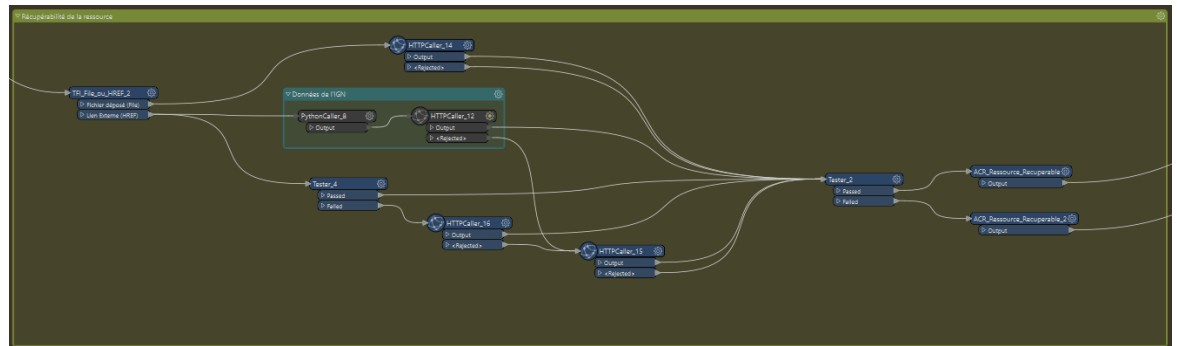 Récupérabilité de la ressource
HTTPCaller_14
Output
<Rejected>
TFI_File_ou_HREF_2
Fichier déposé (File)
Lien Externe (HREF)
Données de l'IGN
PythonCaller_6
Output
HTTPCaller_12
Output
<Rejected>
Tester_4
Passed
Failed
HTTPCaller_16
Output
<Rejected>
HTTPCaller_15
Output
<Rejected>
Tester_2
Passed
Failed
ACR_Ressource_Recuperable
Output
ACR_Ressource_Recuperable_2
Output